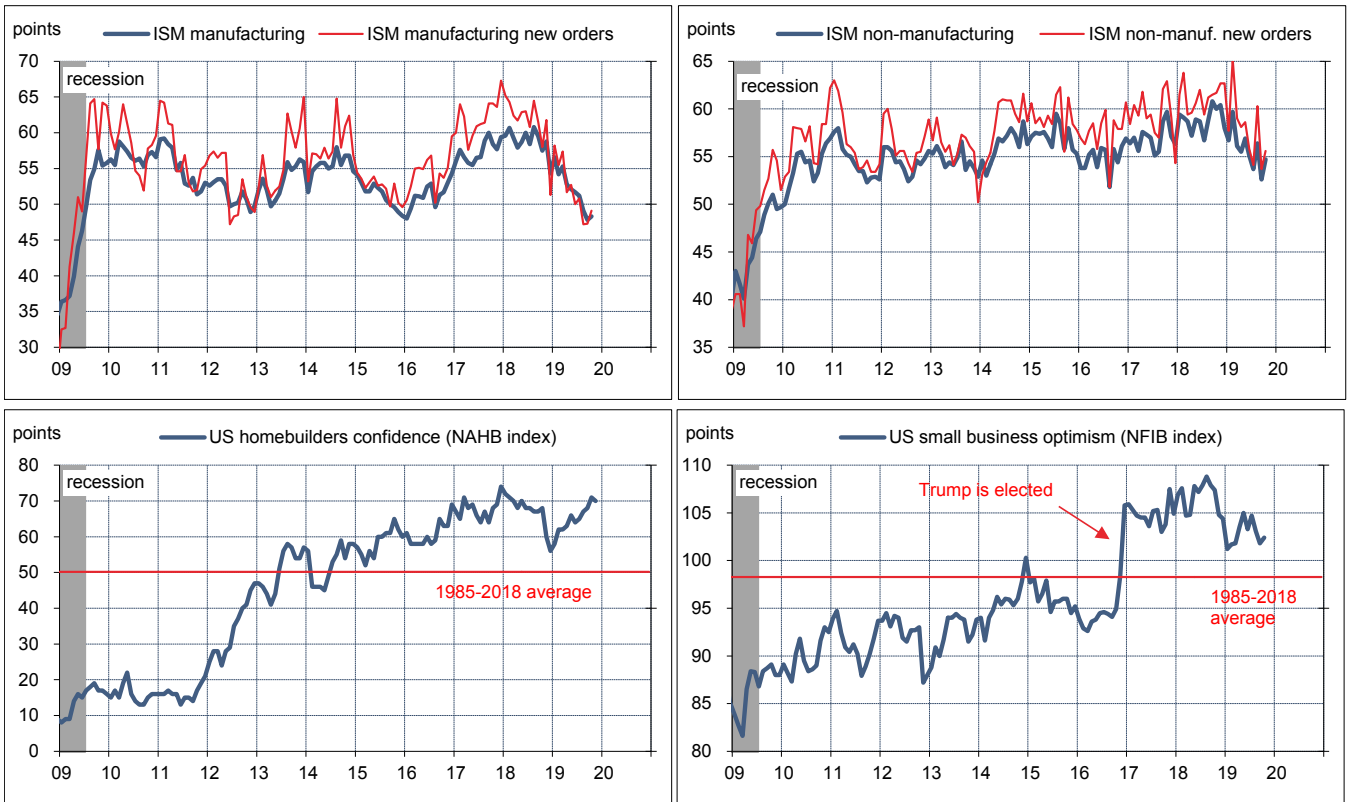 points
ISM manufacturing
ISM manufacturing new orders
70
65
60
55
50
45
40
35
30
recession
09 10 11 12 13 14 15 16 17 18 19 20
points
ISM non-manufacturing
ISM non-manuf. new orders
65
60
55
50
45
40
35
recession
09 10 11 12 13 14 15 16 17 18 19 20
points
US homebuilders confidence (NAHB index)
80
70
60
50
40
30
20
10
0
recession
1985-2018 average
09 10 11 12 13 14 15 16 17 18 19 20
points
US small business optimism (NFIB index)
110
105
100
95
90
85
80
recession
Trump is elected
1985-2018
average
09 10 11 12 13 14 15 16 17 18 19 20